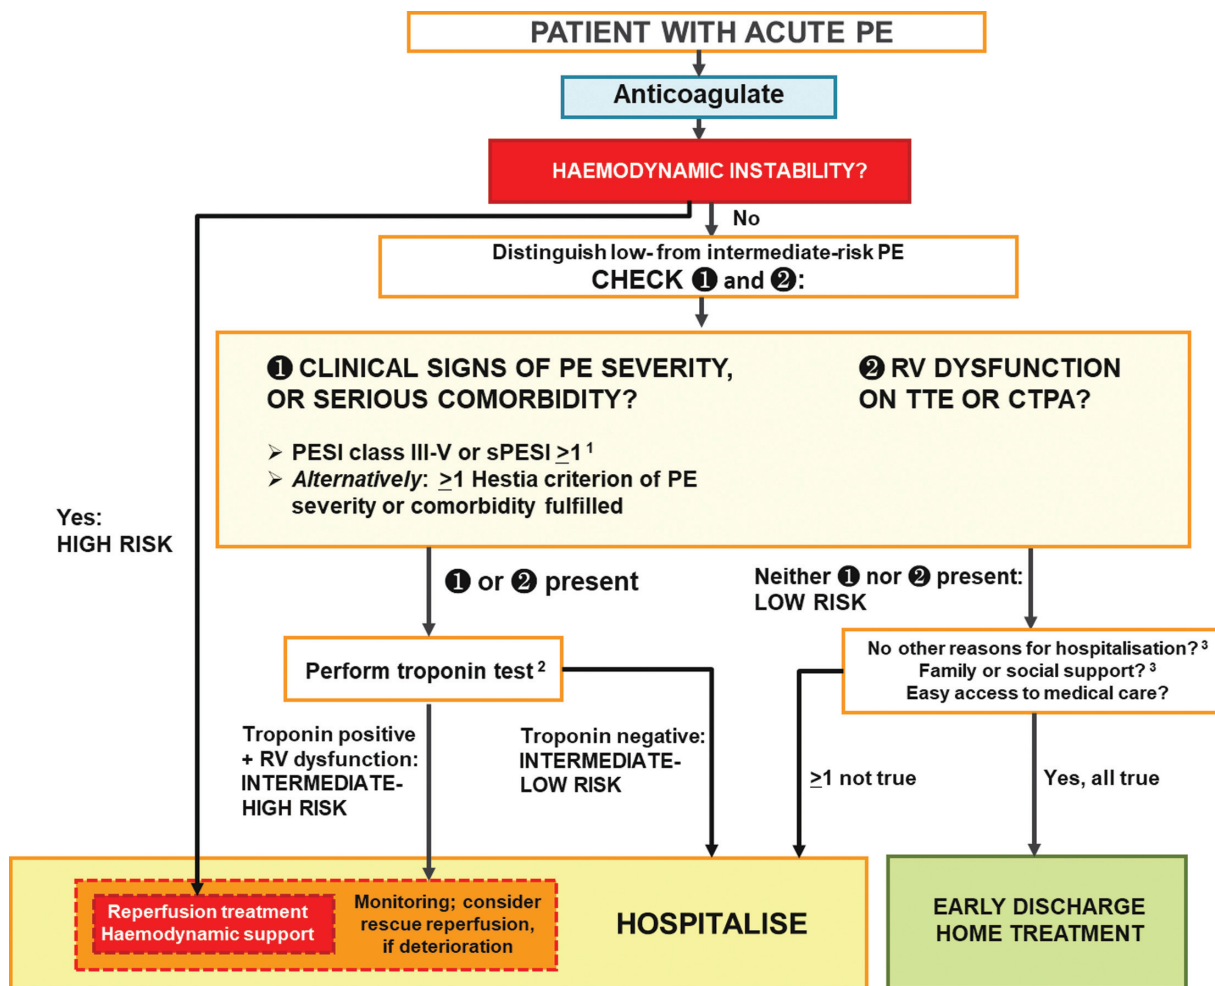 PATIENT WITH ACUTE PE
Anticoagulate
HAEMODYNAMIC INSTABILITY?
No
Distinguish low- from intermediate-risk PE
CHECK ❶ and ❷:
❶ CLINICAL SIGNS OF PE SEVERITY,
OR SERIOUS COMORBIDITY?
➢ PESI class III-V or sPESI ≥1 ¹
➢ Alternatively: ≥1 Hestia criterion of PE
severity or comorbidity fulfilled
❷ RV DYSFUNCTION
ON TTE OR CTPA?
Yes:
HIGH RISK
❶ or ❷ present
Neither ❶ nor ❷ present:
LOW RISK
Perform troponin test ²
No other reasons for hospitalisation? ³
Family or social support? ³
Easy access to medical care?
Troponin positive
+ RV dysfunction:
INTERMEDIATE-
HIGH RISK
Troponin negative:
INTERMEDIATE-
LOW RISK
≥1 not true
Yes, all true
Reperfusion treatment
Haemodynamic support
Monitoring; consider
rescue reperfusion,
if deterioration
HOSPITALISE
EARLY DISCHARGE
HOME TREATMENT